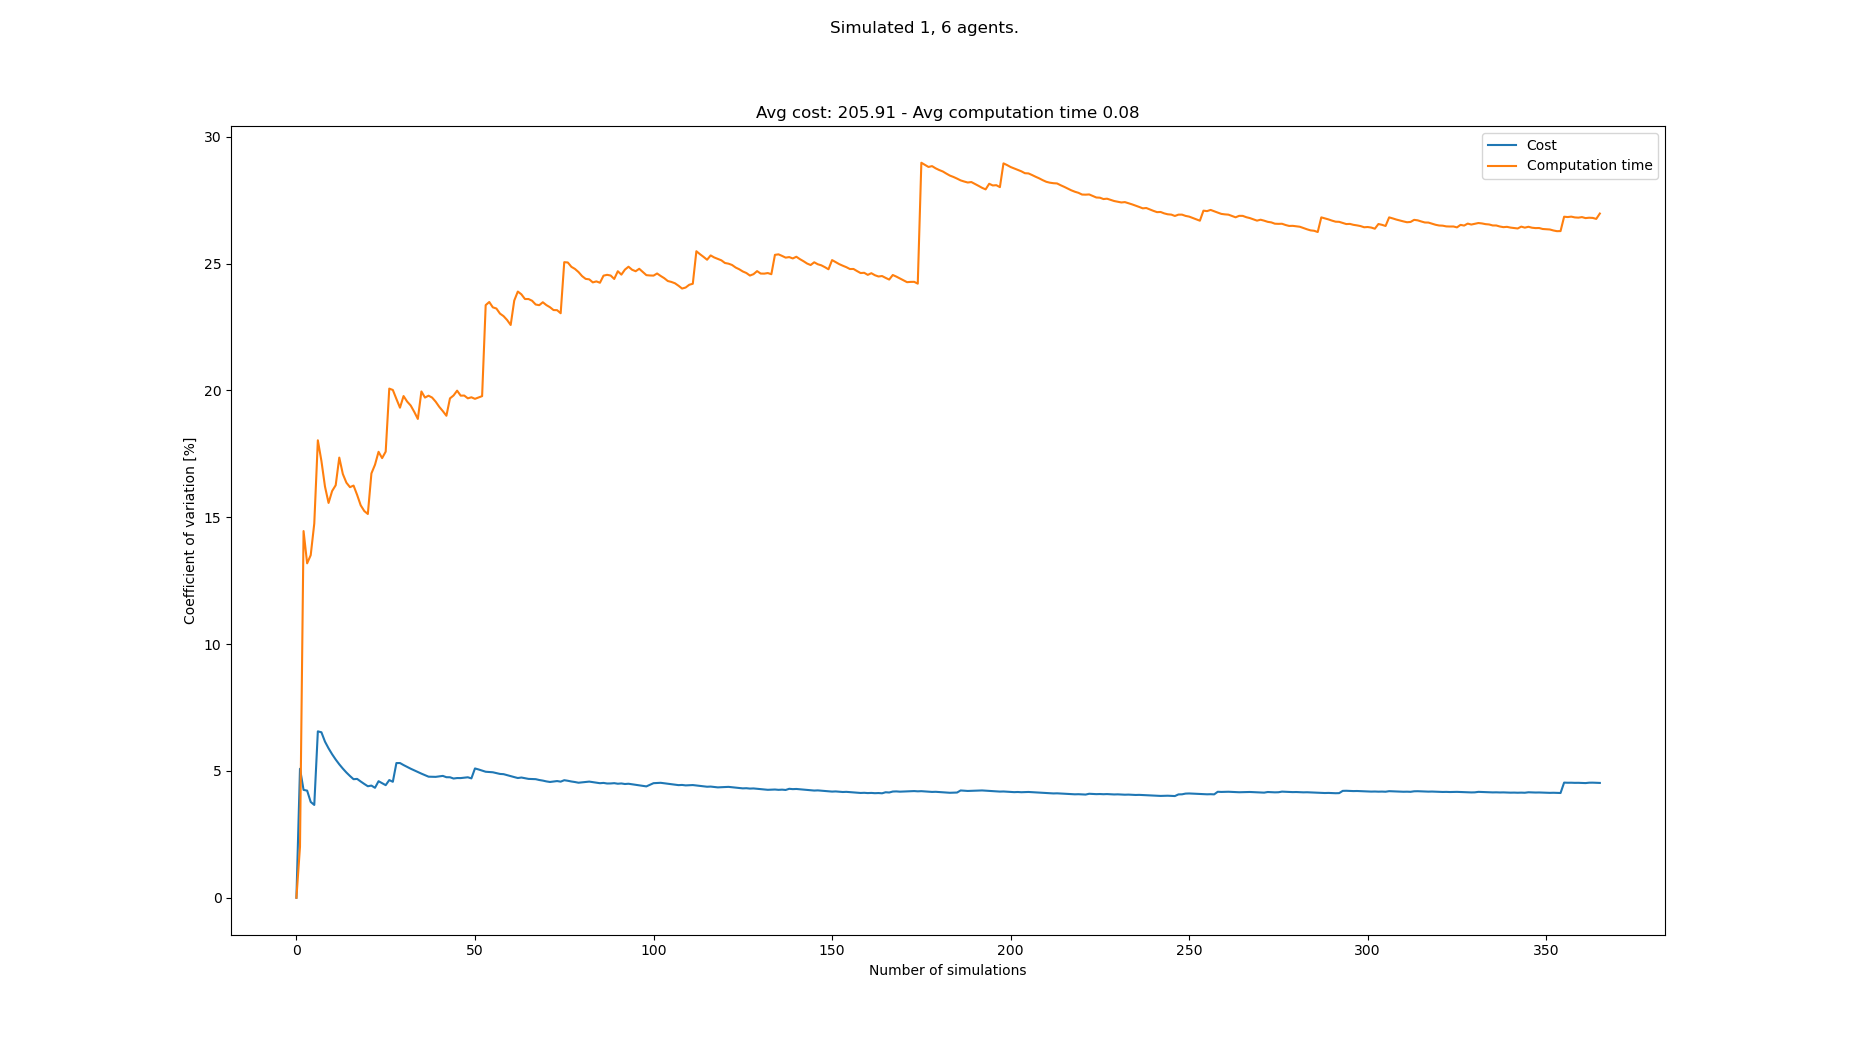 Simulated 1, 6 agents.
Avg cost: 205.91 - Avg computation time 0.08
Cost
Computation time
Coefficient of variation [%]
30
25
20
15
10
5
0
0 50 100 150 200 250 300 350
Number of simulations